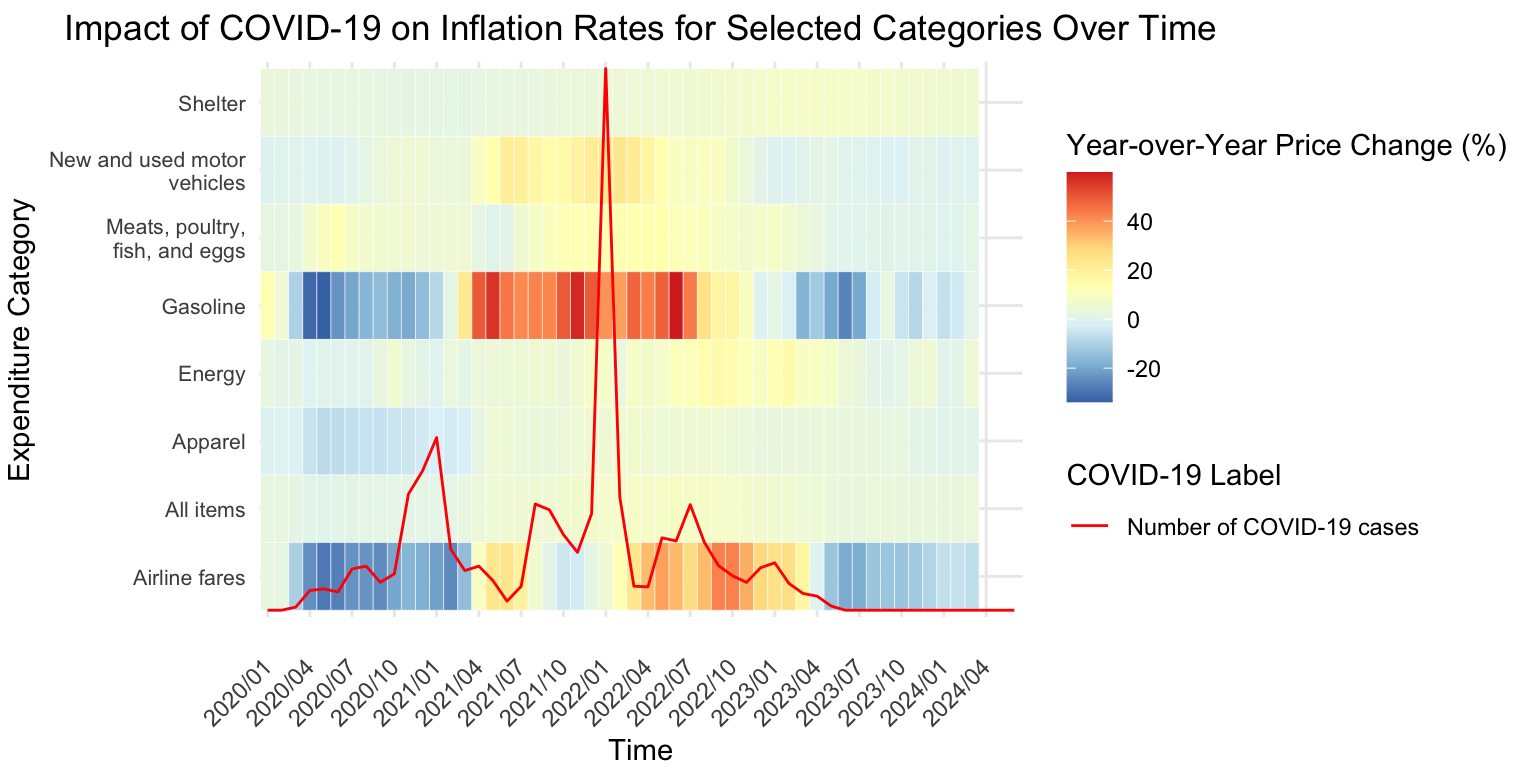 Impact of COVID-19 on Inflation Rates for Selected Categories Over Time
Expenditure Category
Shelter
New and used motor
vehicles
Meats, poultry,
fish, and eggs
Gasoline
Energy
Apparel
All items
Airline fares
2020/01
2020/04
2020/07
2020/10
2021/01
2021/04
2021/07
2021/10
2022/01
2022/04
2022/07
2022/10
2023/01
2023/04
2023/07
2023/10
2024/01
2024/04
Time
Year-over-Year Price Change (%)
40
20
0
-20
COVID-19 Label
Number of COVID-19 cases